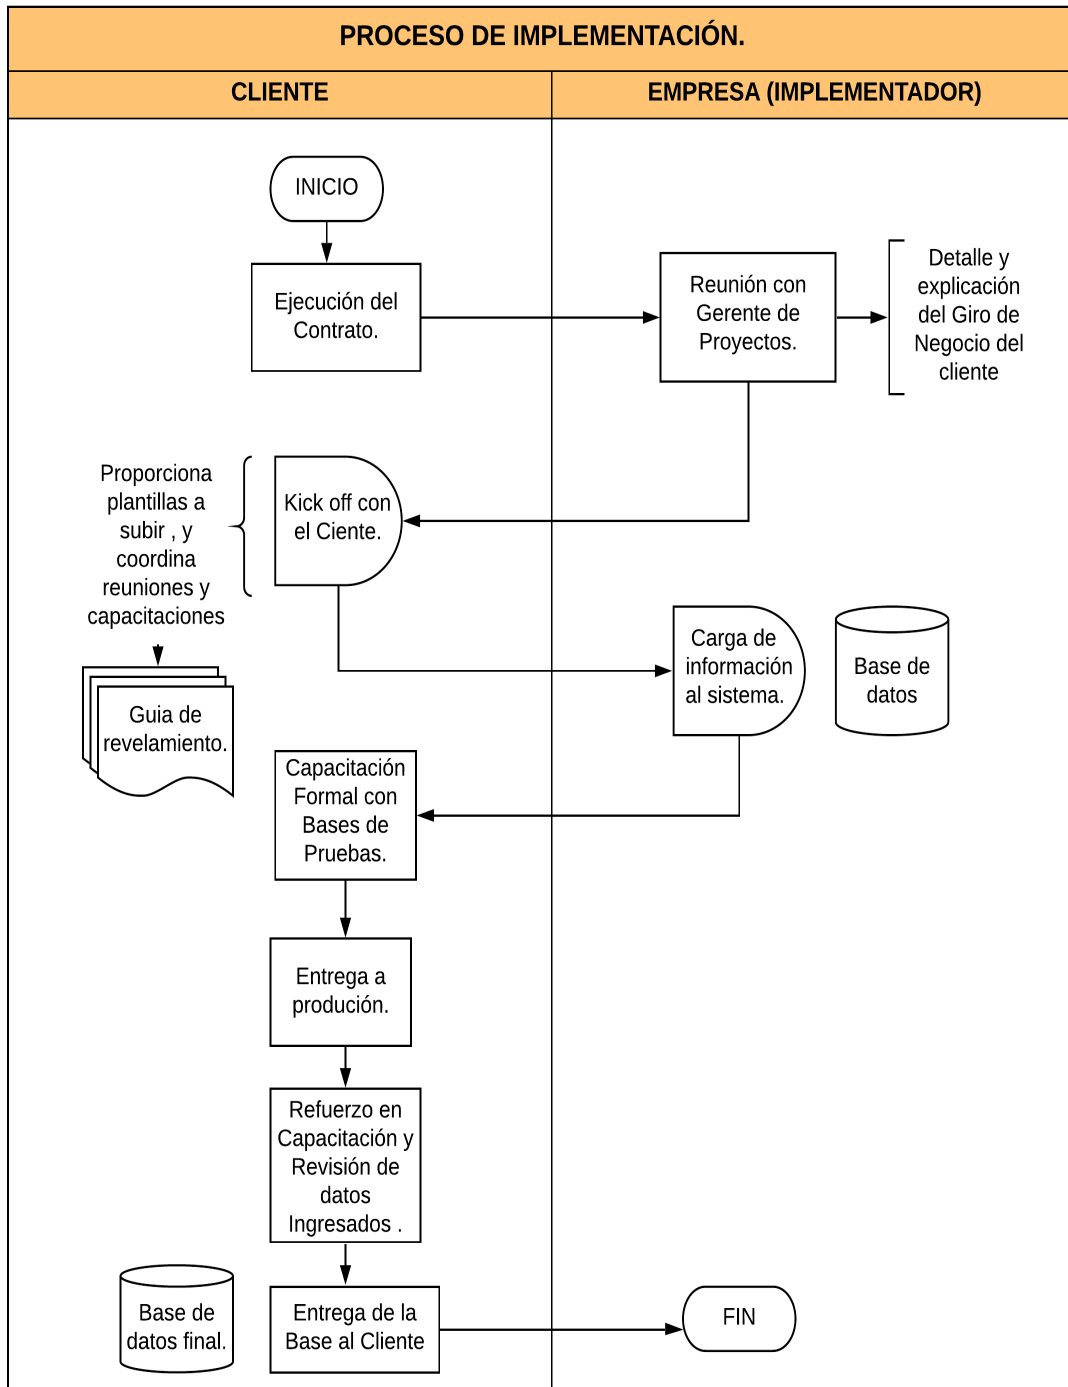 PROCESO DE IMPLEMENTACIÓN.
CLIENTE
EMPRESA (IMPLEMENTADOR)
INICIO
Ejecución del
Contrato.
Reunión con
Gerente de
Proyectos.
Detalle y
explicación
del Giro de
Negocio del
cliente
Proporciona
plantillas a
subir , y
coordina
reuniones y
capacitaciones
Kick off con
el Ciente.
Carga de
información
al sistema.
Base de
datos
Guia de
revelamiento.
Capacitación
Formal con
Bases de
Pruebas.
Entrega a
produción.
Refuerzo en
Capacitación y
Revisión de
datos
Ingresados .
Base de
datos final.
Entrega de la
Base al Cliente
FIN